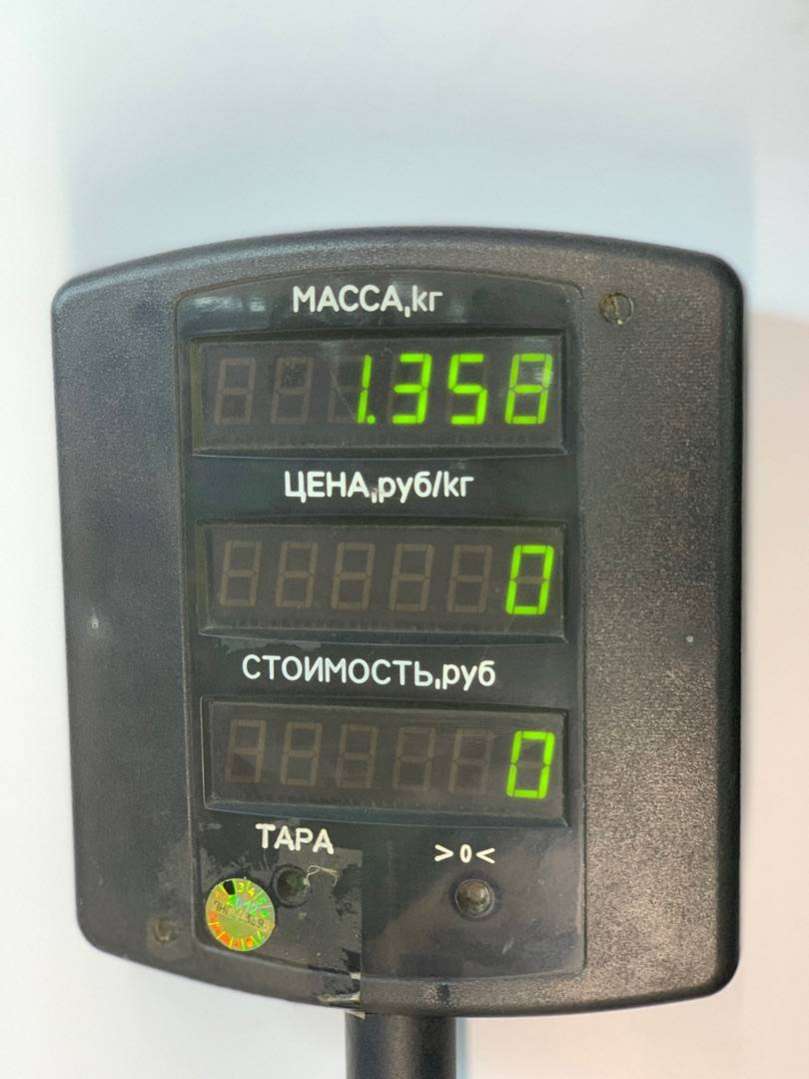 МАССА,кг
1.358
ЦЕНА,руб/кг
0
СТОИМОСТЬ,руб
0
ТАРА >0<